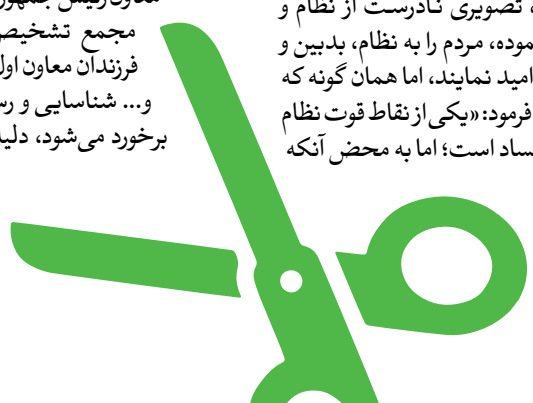 تصویری نادرست از نظام و
نموده، مردم را به نظام، بدبین و
امید نمایند، اما همان گونه که
فرمود: «یکی از نقاط قوت نظام
ساد است؛ اما به محض آنکه
معاون رئیس جمهور
مجمع تشخیص
فرزندان معاون اول
و... شناسایی و رس
برخورد می‌شود، دلی